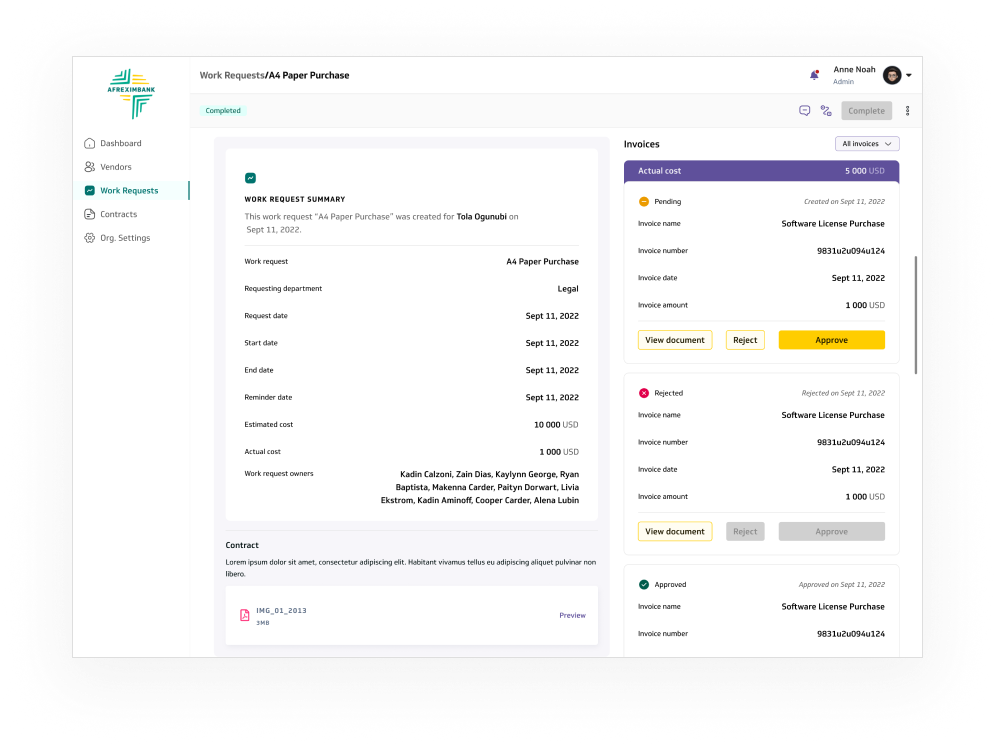 AFREXIMBANK
Work Requests/A4 Paper Purchase
Anne Noah
Admin
Completed
Complete
Dashboard
Vendors
Work Requests
Contracts
Org. Settings
WORK REQUEST SUMMARY
This work request “A4 Paper Purchase” was created for Tola Ogunubi on
Sept 11, 2022.
Work request A4 Paper Purchase
Requesting department Legal
Request date Sept 11, 2022
Start date Sept 11, 2022
End date Sept 11, 2022
Reminder date Sept 11, 2022
Estimated cost 10 000 USD
Actual cost 1 000 USD
Work request owners Kadin Calzoni, Zain Dias, Kaylynn George, Ryan
Baptista, Makenna Carder, Paityn Dorwart, Livia
Ekstrom, Kadin Aminoff, Cooper Carder, Alena Lubin
Contract
Lorem ipsum dolor sit amet, consectetur adipiscing elit. Habitant vivamus tellus eu adipiscing aliquet pulvinar non
libero.
IMG_01_2013
3MB
Preview
Invoices
All invoices
Actual cost 5 000 USD
Pending Created on Sept 11, 2022
Invoice name Software License Purchase
Invoice number 9831u2u094u124
Invoice date Sept 11, 2022
Invoice amount 1 000 USD
View document Reject Approve
Rejected Rejected on Sept 11, 2022
Invoice name Software License Purchase
Invoice number 9831u2u094u124
Invoice date Sept 11, 2022
Invoice amount 1 000 USD
View document Reject Approve
Approved Approved on Sept 11, 2022
Invoice name Software License Purchase
Invoice number 9831u2u094u124